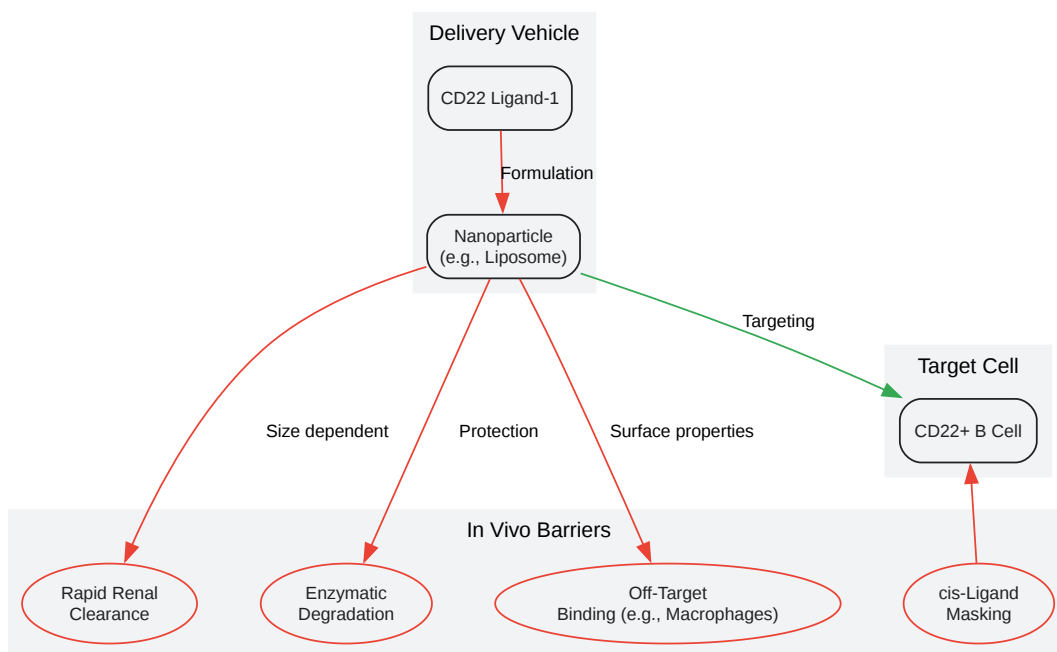 Delivery Vehicle
CD22 Ligand-1
Formulation
Nanoparticle
(e.g., Liposome)
Targeting
Target Cell
CD22+ B Cell
Size dependent
Protection
Surface properties
In Vivo Barriers
Rapid Renal
Clearance
Enzymatic
Degradation
Off-Target
Binding (e.g., Macrophages)
cis-Ligand
Masking